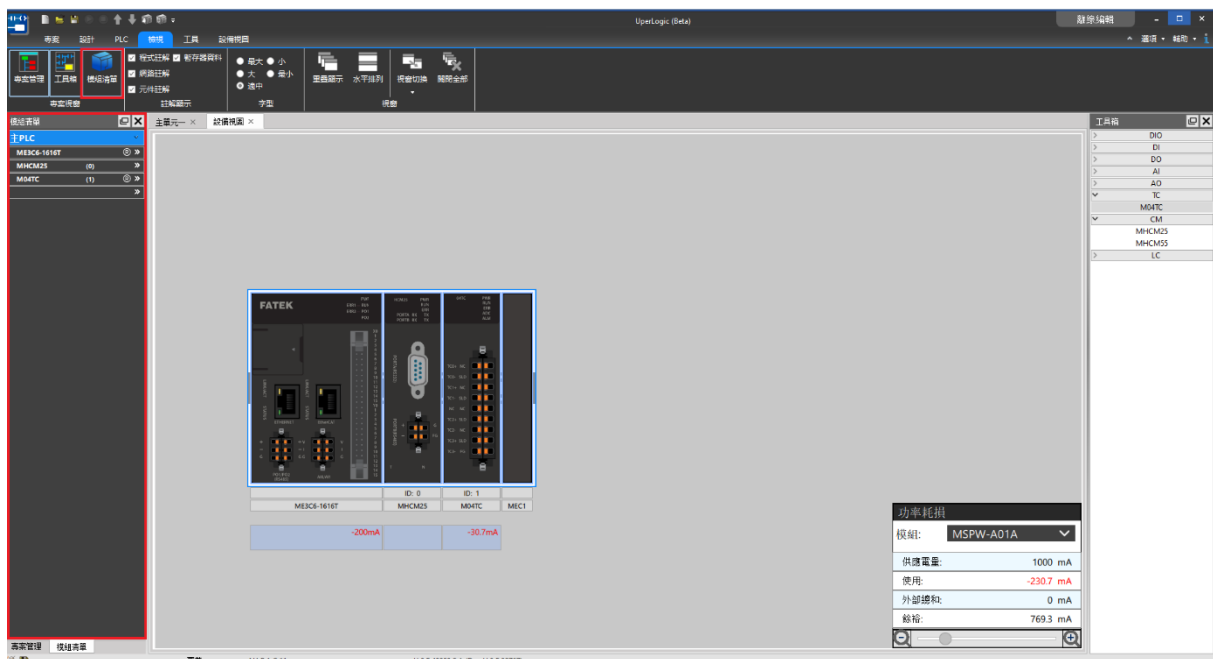 UperLogic (Beta)
廢除編輯
專案 設計 PLC 檢視 工具 設備視圖
選項 輔助
專案管理 工具箱 模組清單
專案視窗
程式註解 暫存器資料
網路註解
元件註解
註解顯示
最大 小
大 最小
適中
字型
重疊顯示 水平排列 視窗切換 關閉全部
視窗
模組清單
主PLC
ME3C6-1616T
MHCM25 (0)
M04TC (1)
主單元一 × 設備視圖 ×
工具箱
DIO
DI
DO
AI
AO
TC
M04TC
CM
MHCM25
MHCM55
LC
FATEK
ID: 0 ID: 1
ME3C6-1616T MHCM25 M04TC MEC1
-200mA -30.7mA
功率耗損
模組: MSPW-A01A
供應電量: 1000 mA
使用: -230.7 mA
外部總和: 0 mA
餘裕: 769.3 mA
專案管理 模組清單